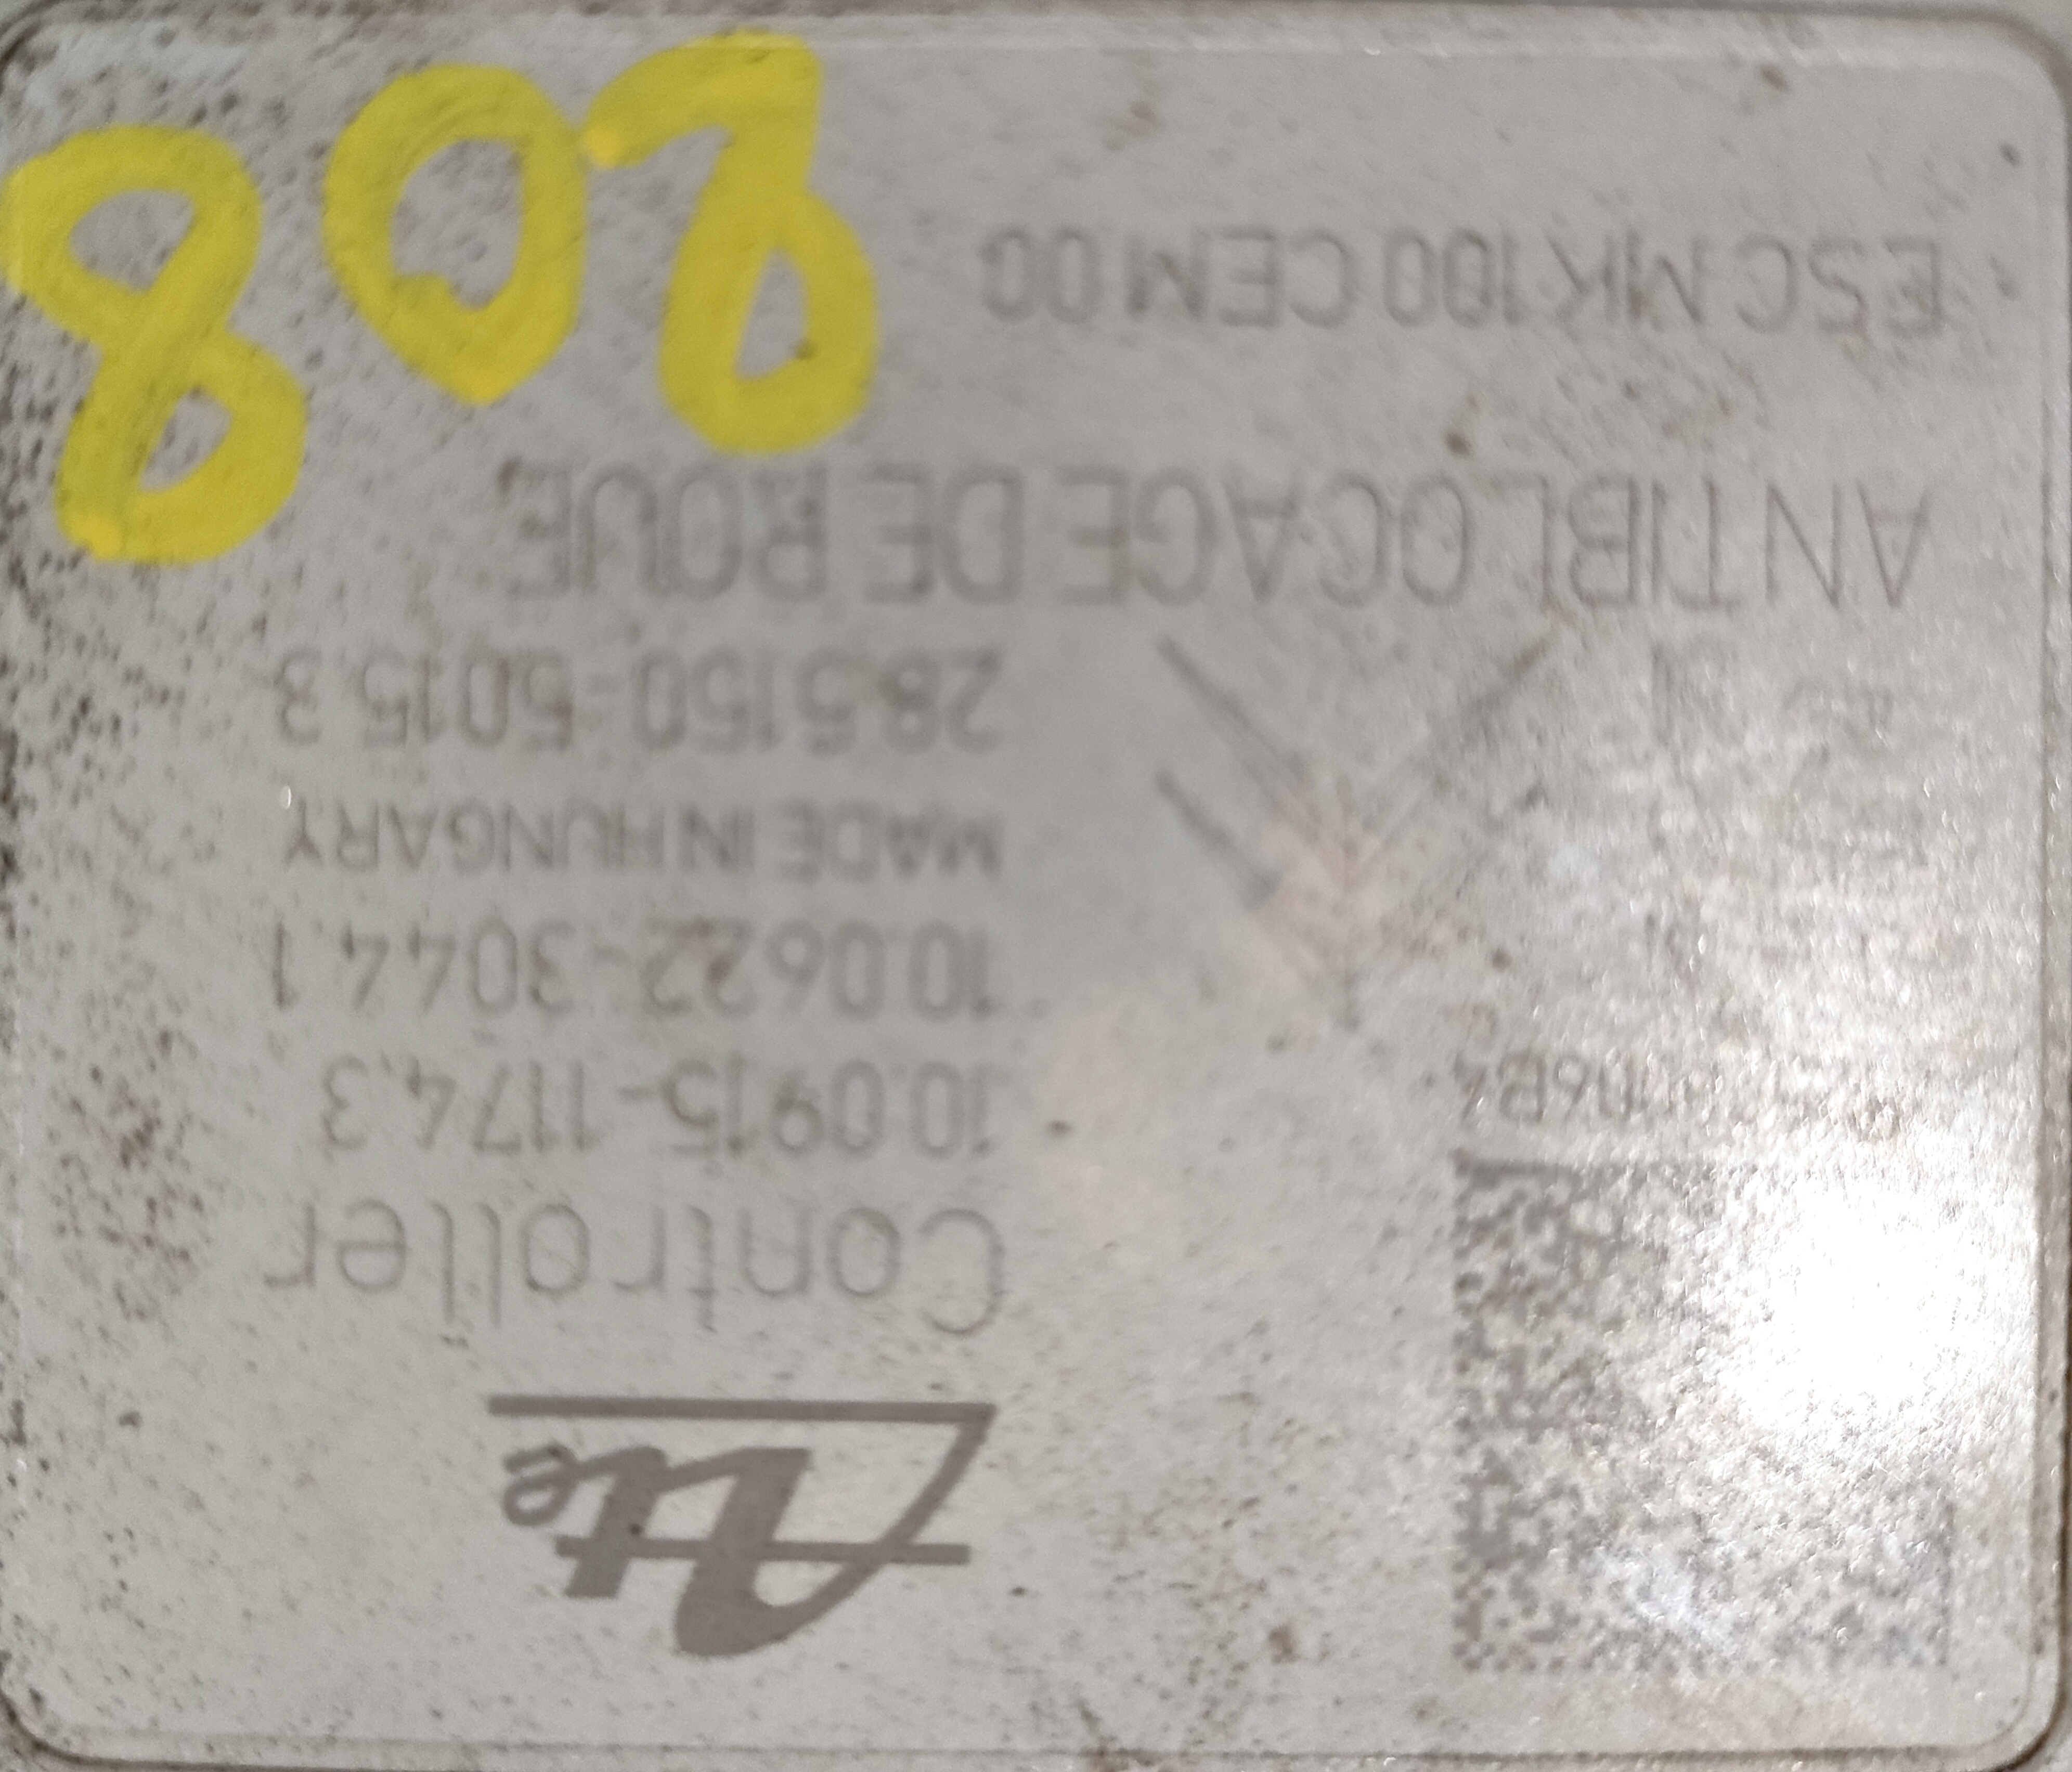 Ate
Controller
10.0915-1174.3
10.0622-3044.1
MADE IN HUNGARY
28.5150-5015.3
ANTIBLOCAGE DE ROUE
ESC MK100 CEM 00
208